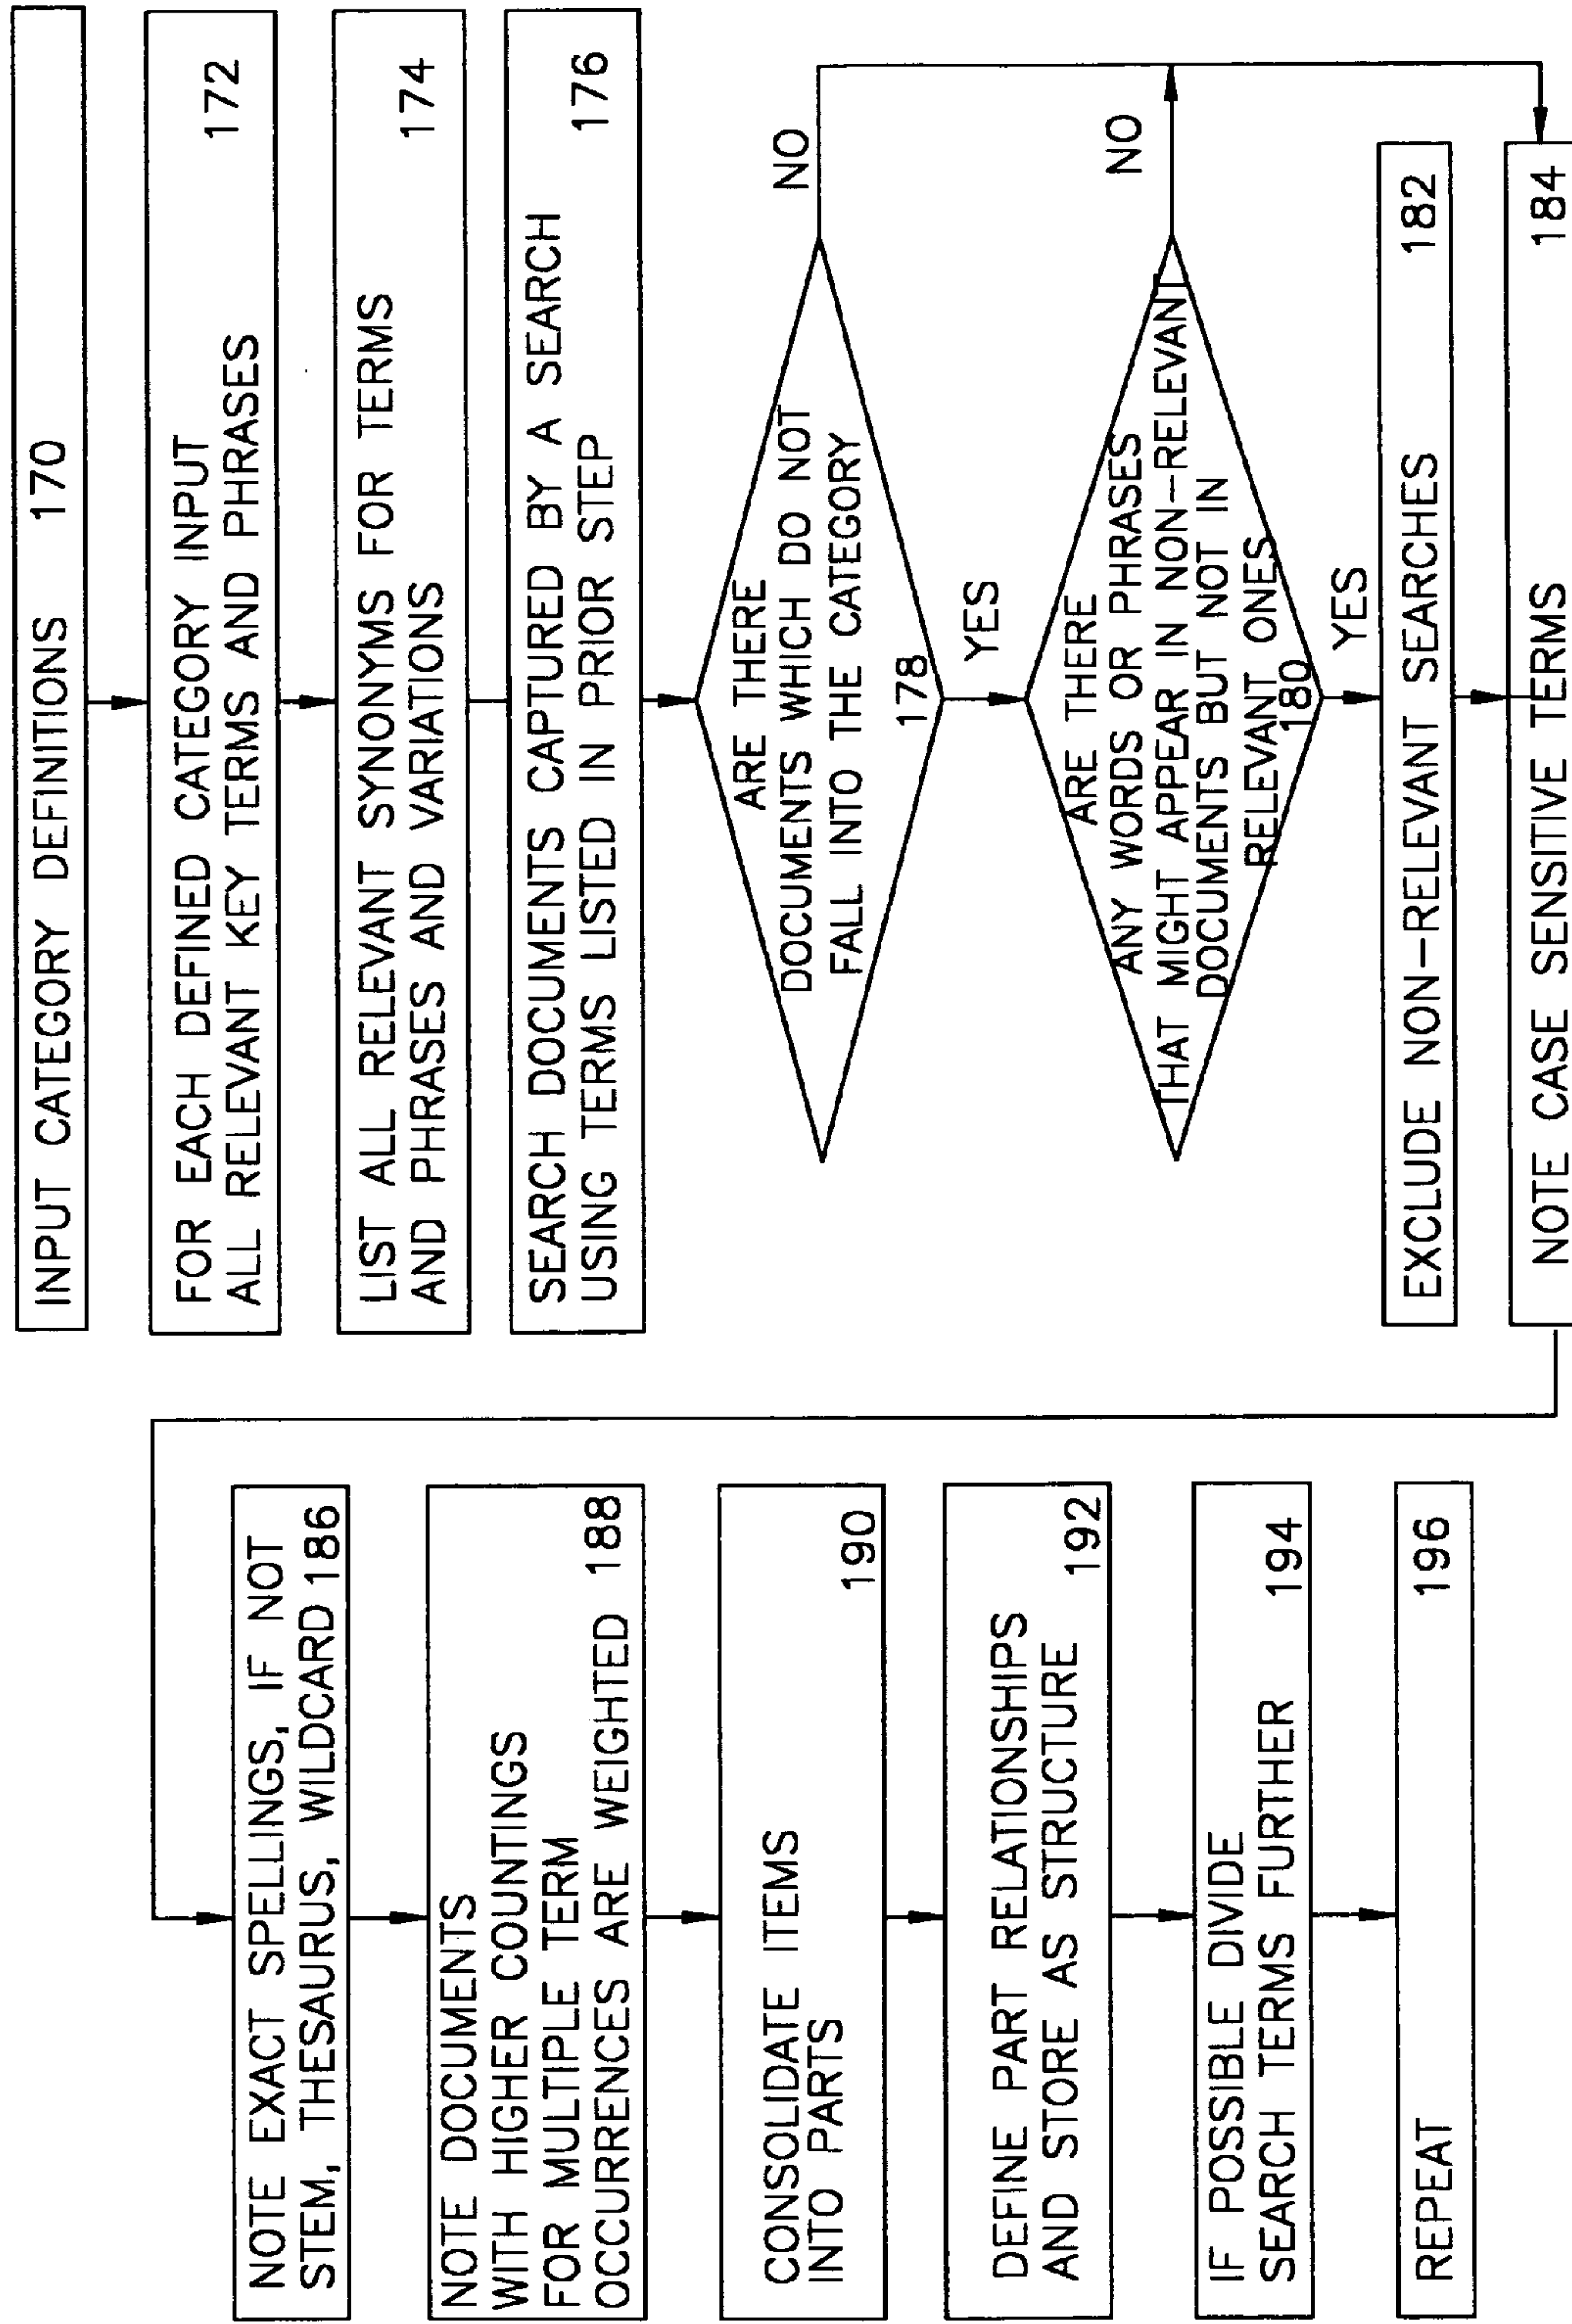 INPUT CATEGORY DEFINITIONS 170
FOR EACH DEFINED CATEGORY INPUT
ALL RELEVANT KEY TERMS AND PHRASES
172
LIST ALL RELEVANT SYNONYMS FOR TERMS
AND PHRASES AND VARIATIONS
174
SEARCH DOCUMENTS CAPTURED BY A SEARCH
USING TERMS LISTED IN PRIOR STEP
176
ARE THERE
DOCUMENTS WHICH DO NOT
FALL INTO THE CATEGORY
178
NO
YES
ARE THERE
ANY WORDS OR PHRASES
THAT MIGHT APPEAR IN NON-RELEVANT
DOCUMENTS BUT NOT IN
RELEVANT ONES
180
NO
YES
EXCLUDE NON-RELEVANT SEARCHES 182
184
NOTE CASE SENSITIVE TERMS
NOTE EXACT SPELLINGS, IF NOT
STEM, THESAURUS, WILDCARD 186
NOTE DOCUMENTS
WITH HIGHER COUNTINGS
FOR MULTIPLE TERM
OCCURRENCES ARE WEIGHTED 188
CONSOLIDATE ITEMS
INTO PARTS
190
DEFINE PART RELATIONSHIPS
AND STORE AS STRUCTURE 192
IF POSSIBLE DIVIDE
SEARCH TERMS FURTHER 194
REPEAT 196